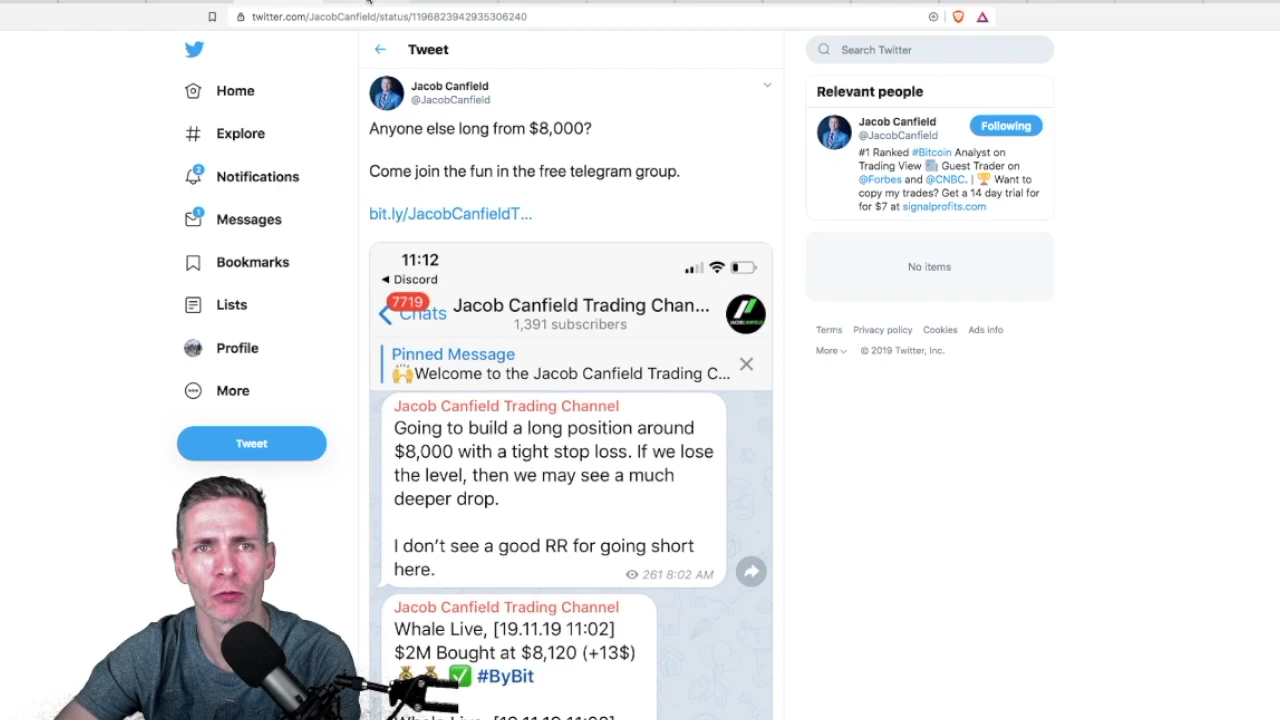 twitter.com/JacobCanfield/status/1196823942935306240
Home
Explore
2
Notifications
1
Messages
Bookmarks
Lists
Profile
More
Tweet
Tweet
Jacob Canfield
@JacobCanfield
Anyone else long from $8,000?
Come join the fun in the free telegram group.
bit.ly/JacobCanfieldT...
11:12
Discord
7719
Chats
Jacob Canfield Trading Chan...
1,391 subscribers
JACOBCANFIELD
Pinned Message
🙌Welcome to the Jacob Canfield Trading C...
Jacob Canfield Trading Channel
Going to build a long position around
$8,000 with a tight stop loss. If we lose
the level, then we may see a much
deeper drop.
I don't see a good RR for going short
here.
261 8:02 AM
Jacob Canfield Trading Channel
Whale Live, [19.11.19 11:02]
$2M Bought at $8,120 (+13$)
💰💰✅ #ByBit
Search Twitter
Relevant people
Jacob Canfield
@JacobCanfield
Following
#1 Ranked #Bitcoin Analyst on
Trading View 📰 Guest Trader on
@Forbes and @CNBC. | 🏆 Want to
copy my trades? Get a 14 day trial for
for $7 at signalprofits.com
No items
Terms Privacy policy Cookies Ads info
More © 2019 Twitter, Inc.